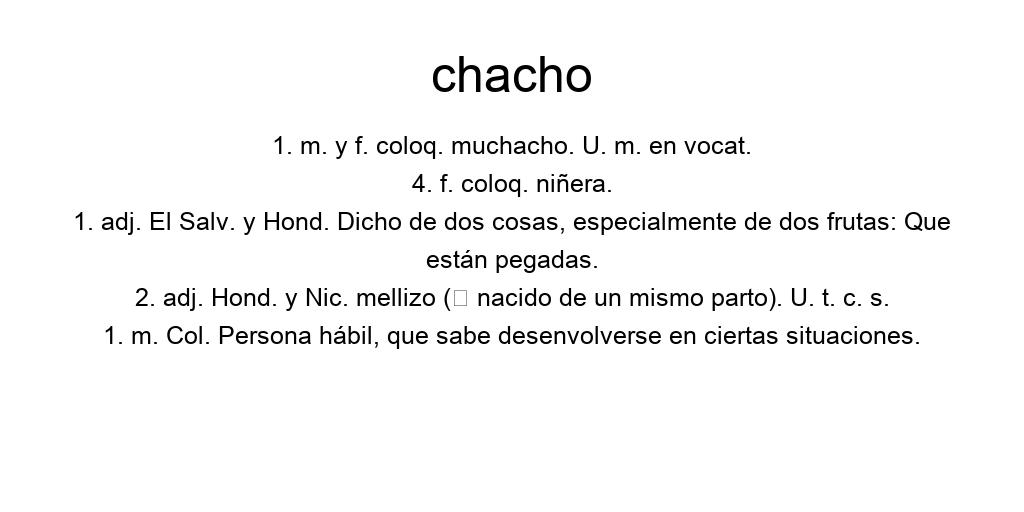 chacho
1. m. y f. coloq. muchacho. U. m. en vocat.
4. f. coloq. niñera.
1. adj. El Salv. y Hond. Dicho de dos cosas, especialmente de dos frutas: Que
están pegadas.
2. adj. Hond. y Nic. mellizo (□ nacido de un mismo parto). U. t. c. s.
1. m. Col. Persona hábil, que sabe desenvolverse en ciertas situaciones.